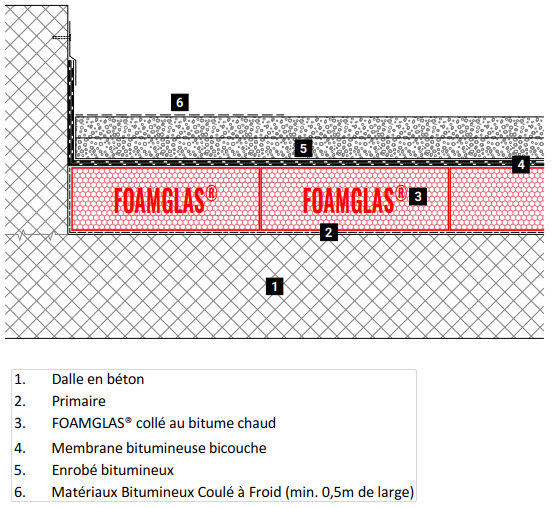 6
5
4
FOAMGLAS® FOAMGLAS® 3
2
1
1. Dalle en béton
2. Primaire
3. FOAMGLAS® collé au bitume chaud
4. Membrane bitumineuse bicouche
5. Enrobé bitumineux
6. Matériaux Bitumineux Coulé à Froid (min. 0,5m de large)